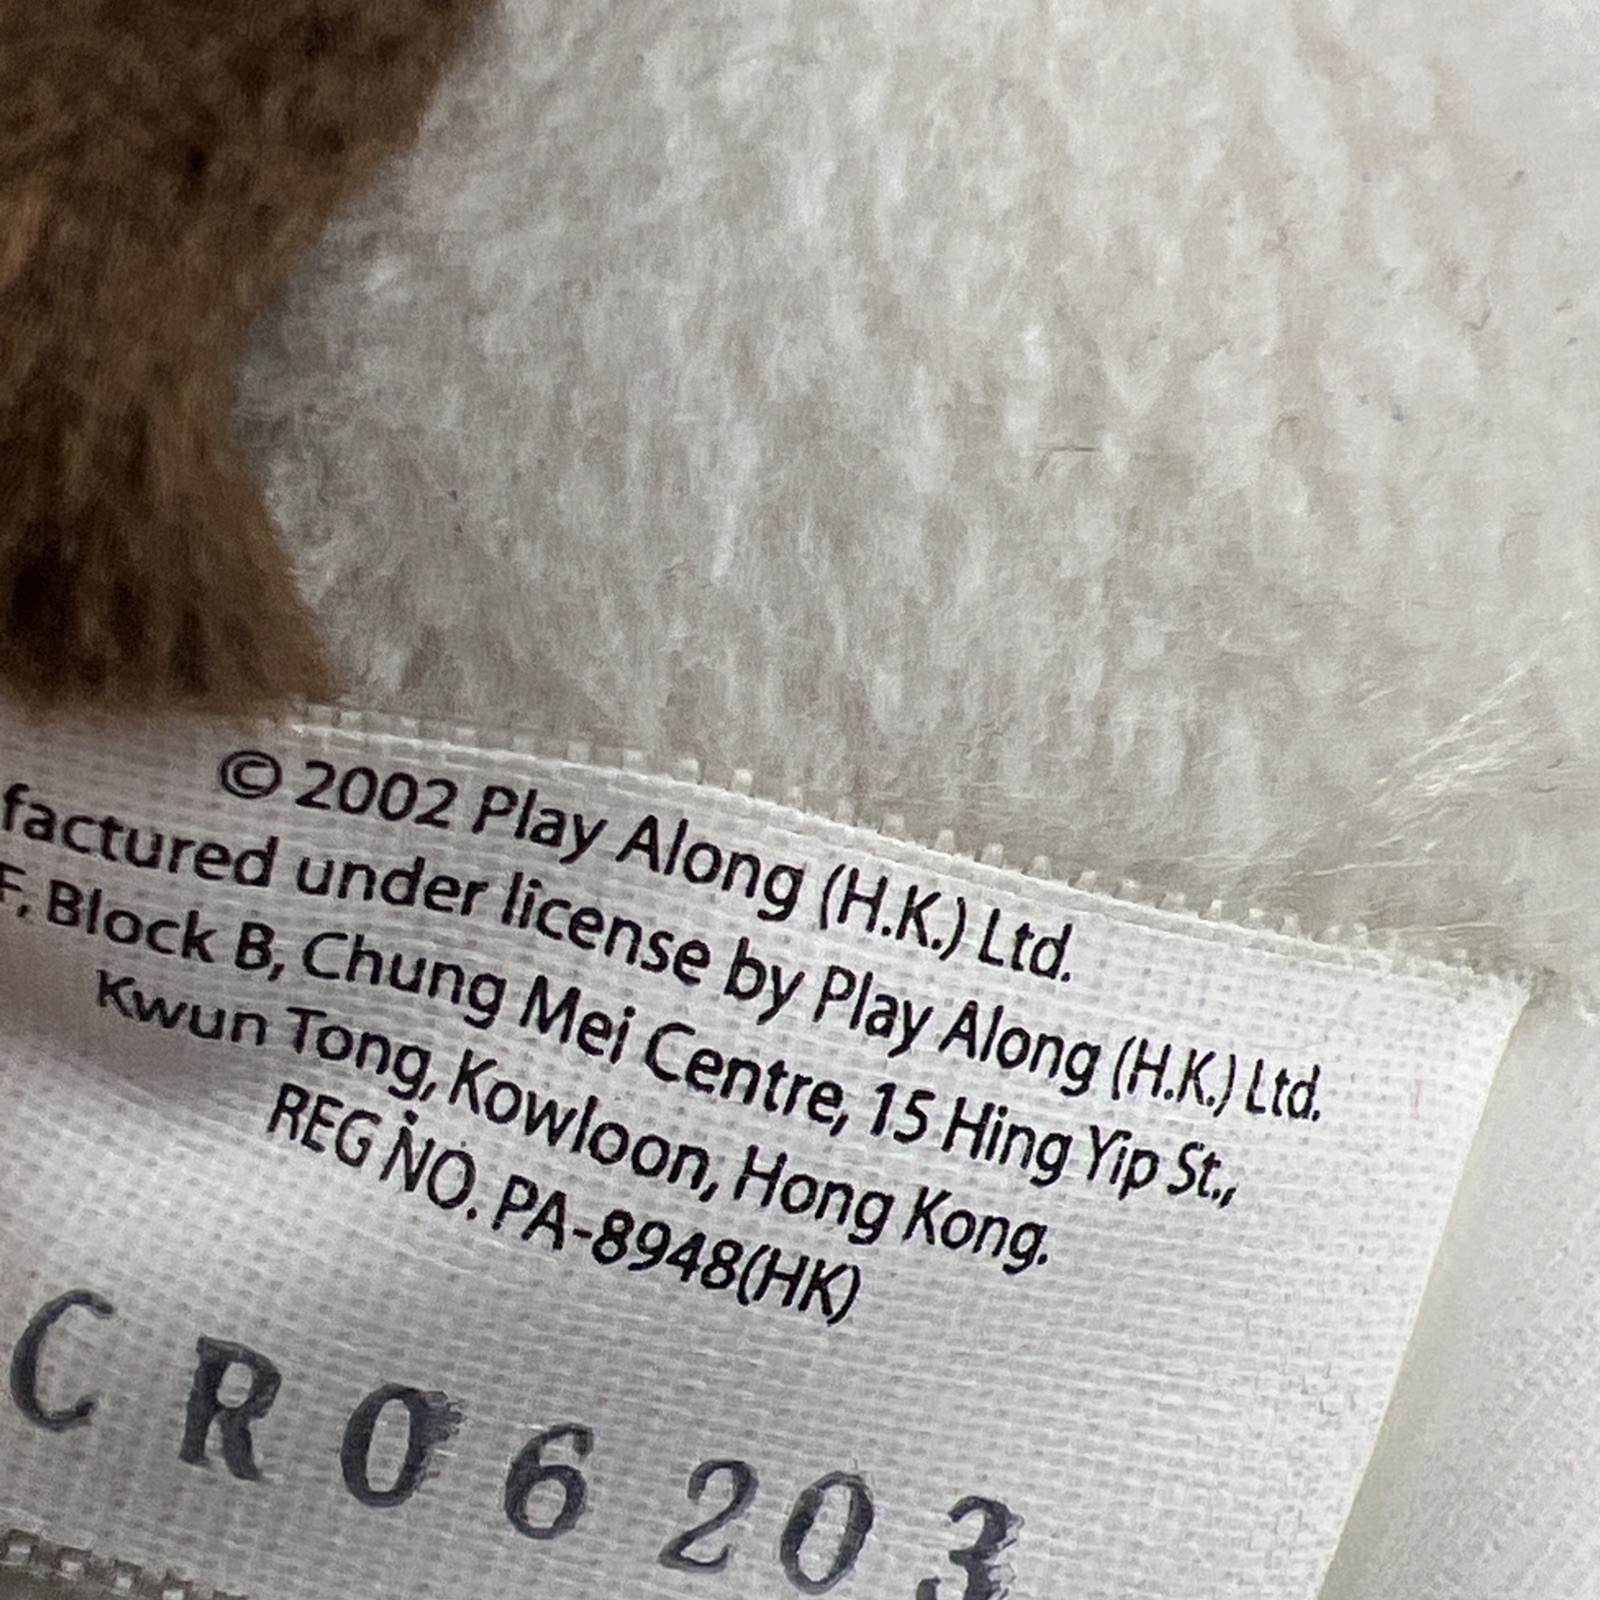 © 2002 Play Along (H.K.) Ltd.
factured under license by Play Along (H.K.) Ltd.
F, Block B, Chung Mei Centre, 15 Hing Yip St.,
Kwun Tong, Kowloon, Hong Kong.
REG NO. PA-8948(HK)
CR06203